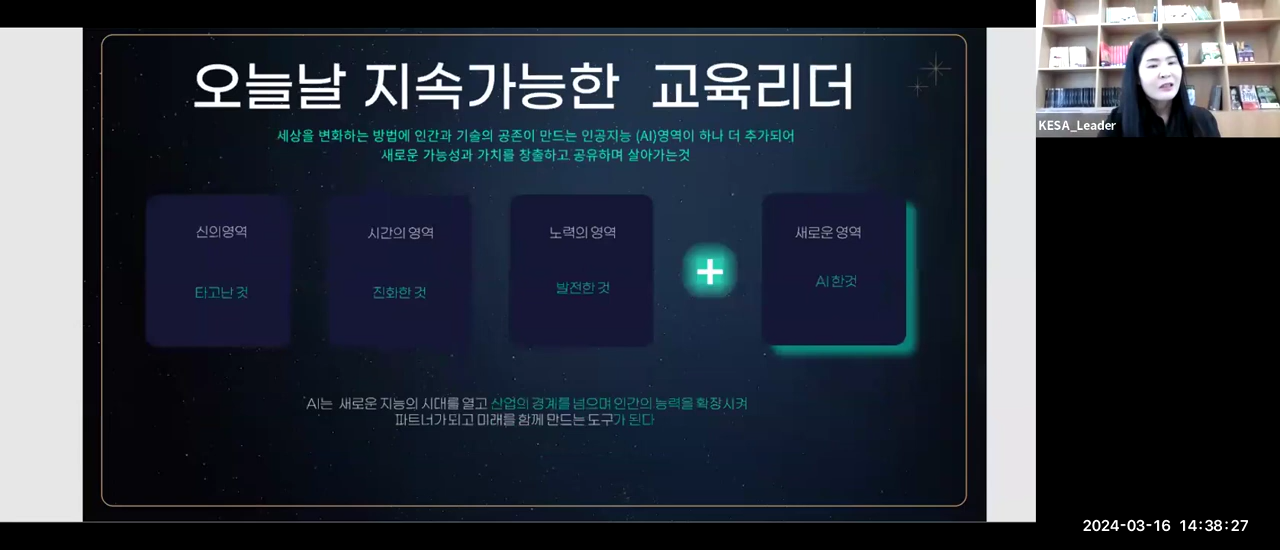 오늘날 지속가능한 교육리더
세상을 변화하는 방법에 인간과 기술의 공존이 만드는 인공지능 (AI)영역이 하나 더 추가되어
새로운 가능성과 가치를 창출하고 공유하며 살아가는것
신의영역
타고난 것
시간의 영역
진화한 것
노력의 영역
발전한 것
+
새로운 영역
AI 한것
AI는 새로운 지능의 시대를 열고 산업의 경계를 넘으며 인간의 능력을 확장시켜
파트너가 되고 미래를 함께 만드는 도구가 된다
KESA_Leader
2024-03-16 14:38:27